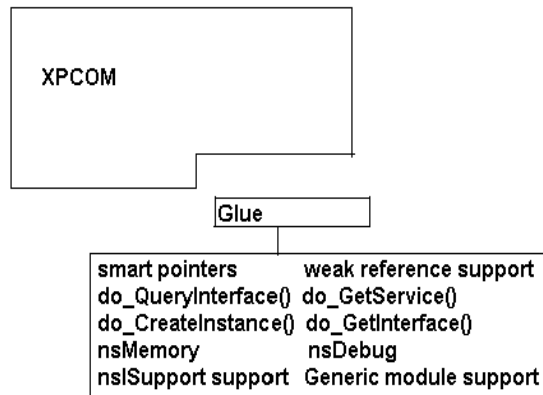 XPCOM
Glue
smart pointers weak reference support
do_QueryInterface() do_GetService()
do_CreateInstance() do_GetInterface()
nsMemory nsDebug
nsISupport support Generic module support